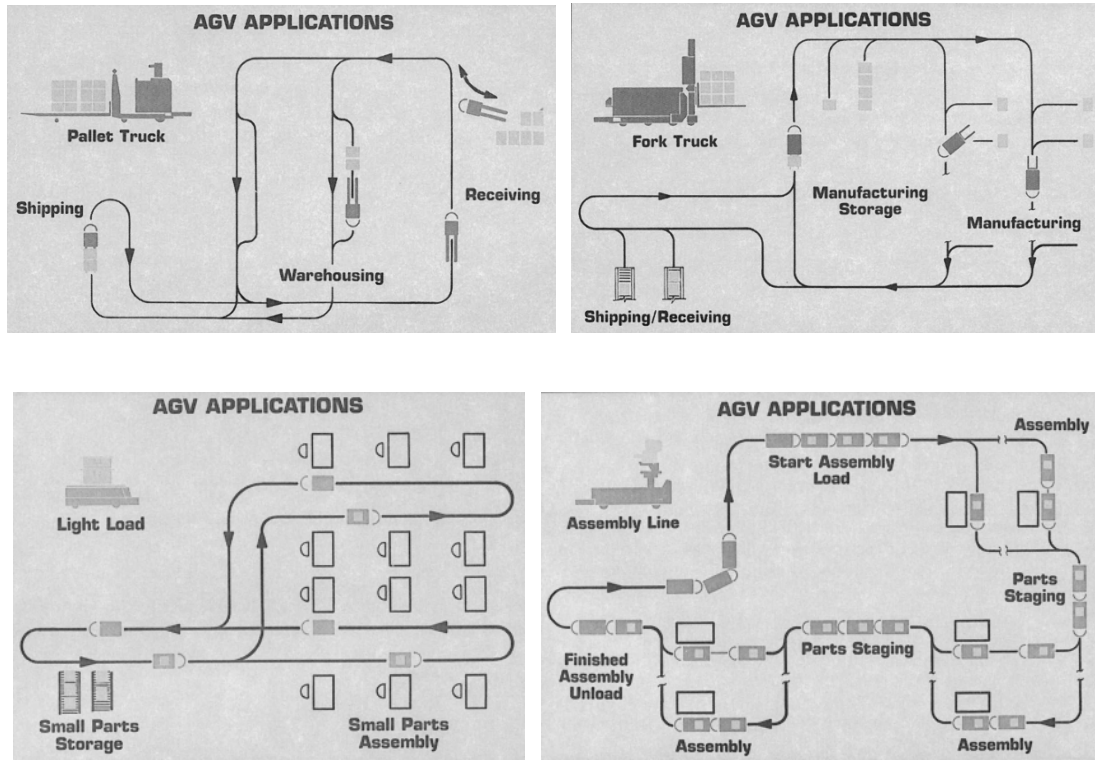 AGV APPLICATIONS
Pallet Truck
Shipping
Receiving
Warehousing
AGV APPLICATIONS
Fork Truck
Manufacturing
Storage
Manufacturing
Shipping/Receiving
AGV APPLICATIONS
Light Load
Small Parts
Storage
Small Parts
Assembly
AGV APPLICATIONS
Assembly
Start Assembly
Load
Assembly Line
Parts
Staging
Parts Staging
Finished
Assembly
Unload
Assembly
Assembly